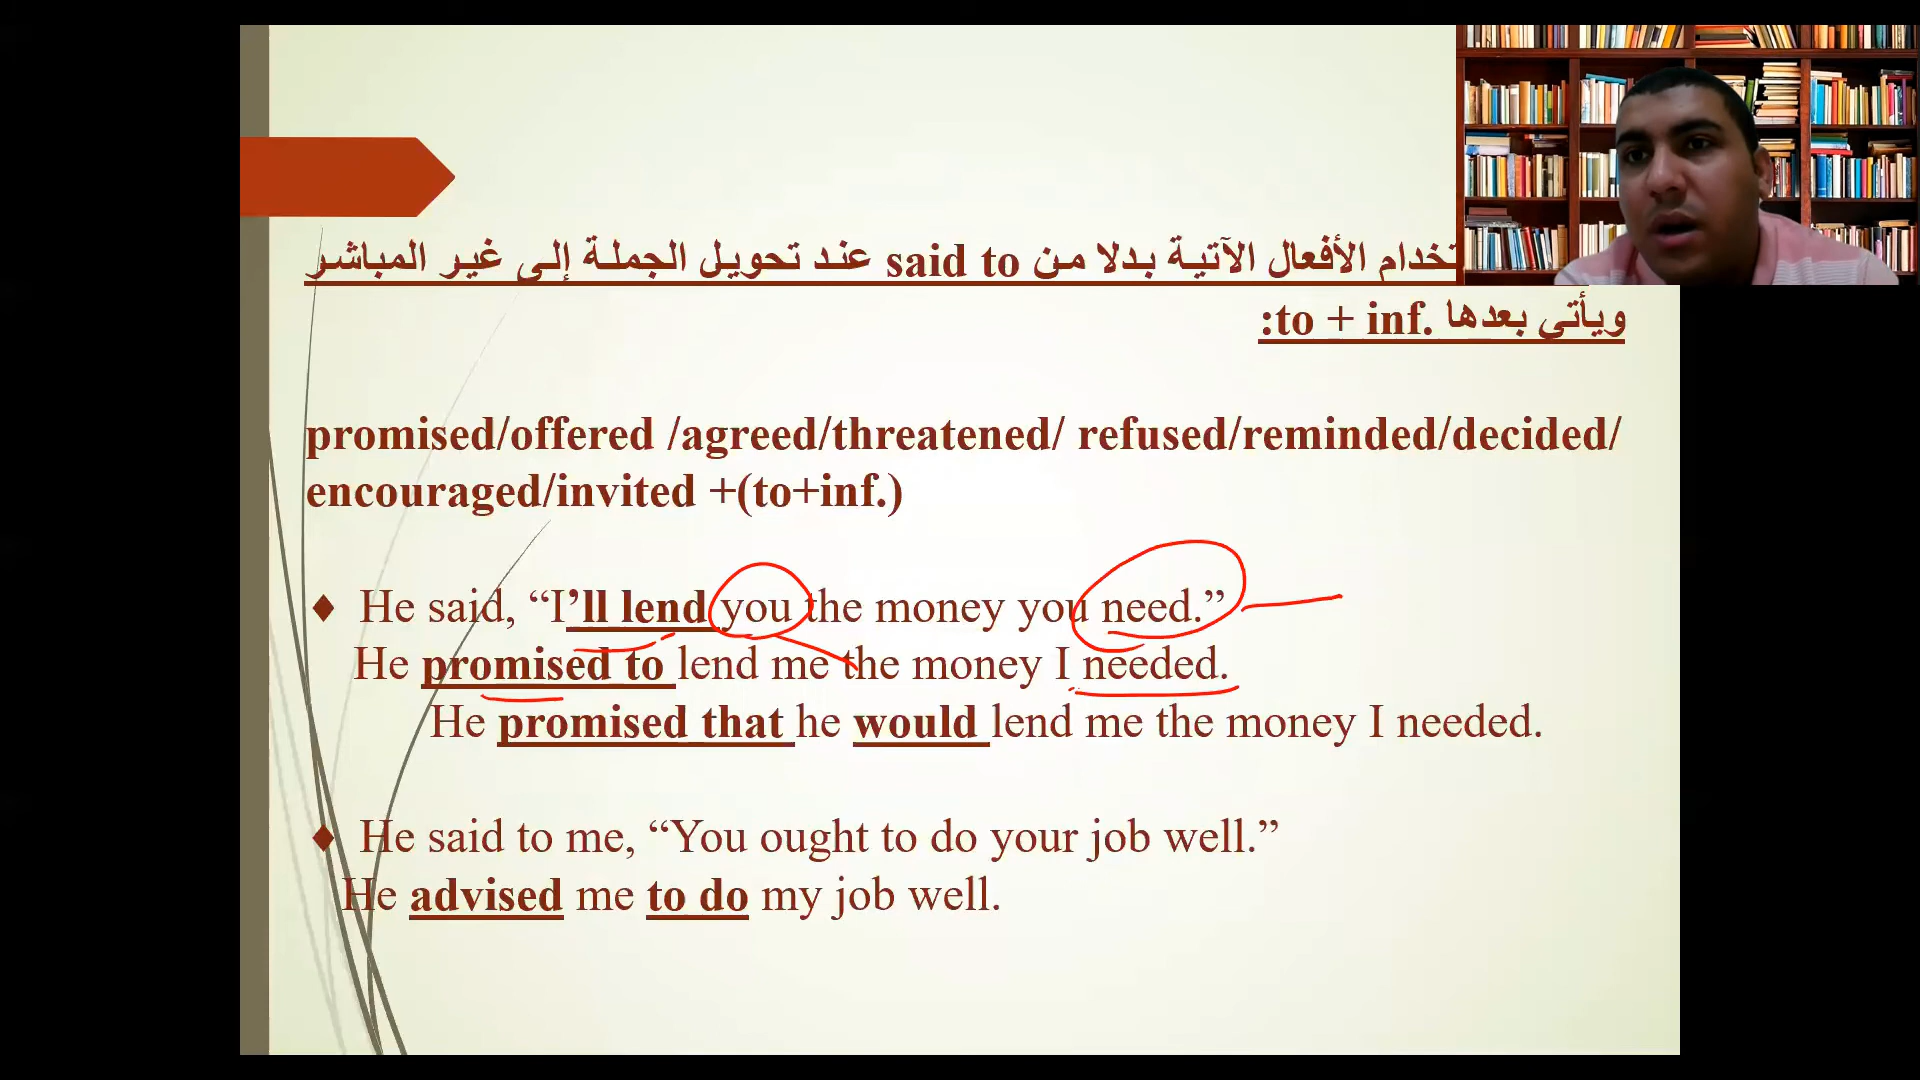 الأفعال الآتية بدلا من said to عند تحويل الجملة إلى غير المباشر
ويأتي بعدها to + inf.:
promised/offered /agreed/threatened/ refused/reminded/decided/
encouraged/invited +(to+inf.)
♦ He said, “I’ll lend you the money you need.”
He promised to lend me the money I needed.
He promised that he would lend me the money I needed.
♦ He said to me, “You ought to do your job well.”
He advised me to do my job well.